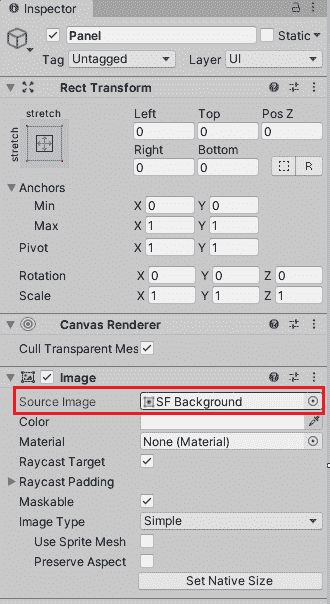 Inspector
Panel Static
Tag Untagged Layer UI
Rect Transform
stretch Left Top Pos Z
stretch 0 0 0
Right Bottom
0 0 R
Anchors
Min X 0 Y 0
Max X 1 Y 1
Pivot X 1 Y 1
Rotation X 0 Y 0 Z 0
Scale X 1 Y 1 Z 1
Canvas Renderer
Cull Transparent Mes
Image
Source Image SF Background
Color
Material None (Material)
Raycast Target
Raycast Padding
Maskable
Image Type Simple
Use Sprite Mesh
Preserve Aspect
Set Native Size